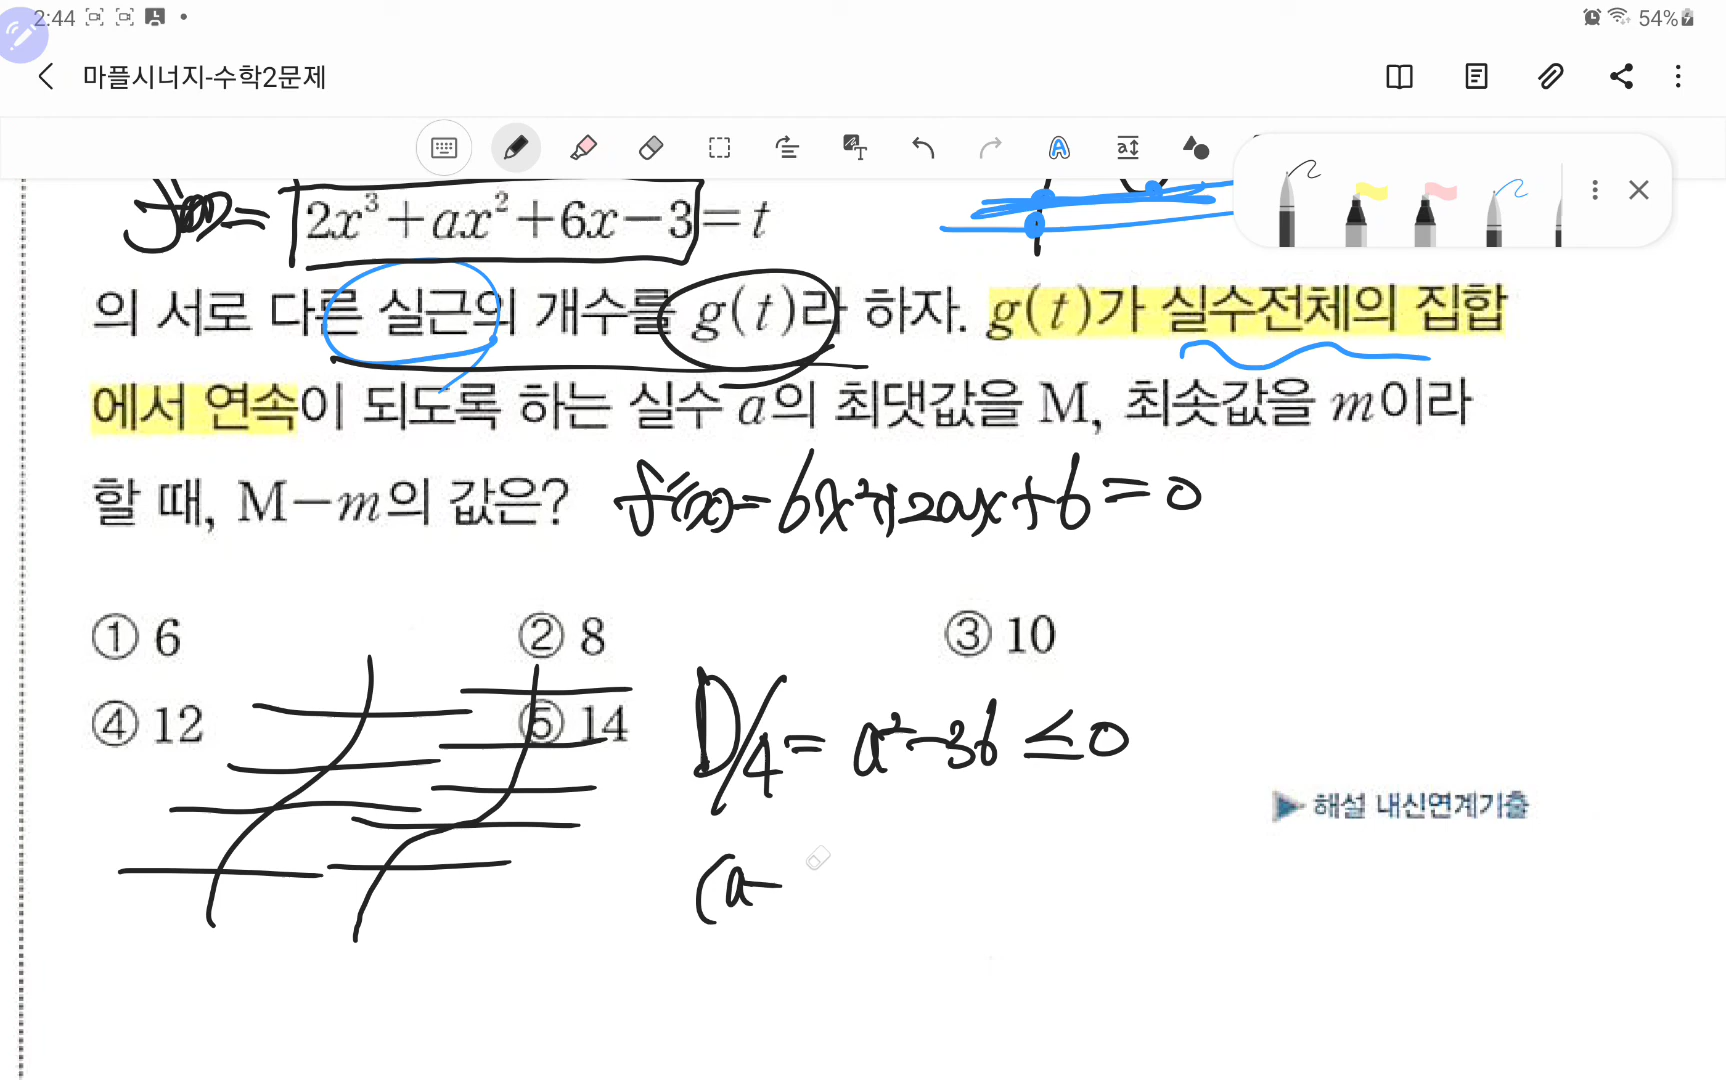 2:44
54%
마플시너지-수학2문제
f(x)= 2x³+ax²+6x-3=t
의 서로 다른 실근의 개수를 g(t)라 하자. g(t)가 실수전체의 집합
에서 연속이 되도록 하는 실수 a의 최댓값을 M, 최솟값을 m이라
할 때, M-m의 값은? f'(x)=6x²+2ax+6=0
① 6 ② 8 ③ 10
④ 12 ⑤ 14
D/4 = a²-36 ≤0
▶ 해설 내신연계기출
(a-